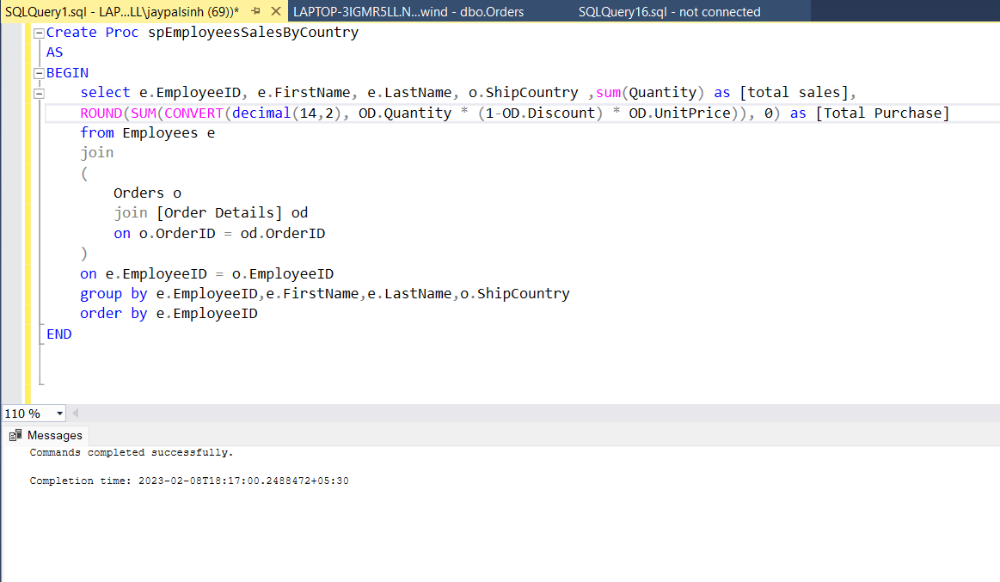 SQLQuery1.sql - LAP...LL\jaypalsinh (69))* LAPTOP-3IGMR5LL.N...wind - dbo.Orders SQLQuery16.sql - not connected
Create Proc spEmployeesSalesByCountry
AS
BEGIN
select e.EmployeeID, e.FirstName, e.LastName, o.ShipCountry ,sum(Quantity) as [total sales],
ROUND(SUM(CONVERT(decimal(14,2), OD.Quantity * (1-OD.Discount) * OD.UnitPrice)), 0) as [Total Purchase]
from Employees e
join
(
Orders o
join [Order Details] od
on o.OrderID = od.OrderID
)
on e.EmployeeID = o.EmployeeID
group by e.EmployeeID,e.FirstName,e.LastName,o.ShipCountry
order by e.EmployeeID
END
110 %
Messages
Commands completed successfully.
Completion time: 2023-02-08T18:17:00.2488472+05:30